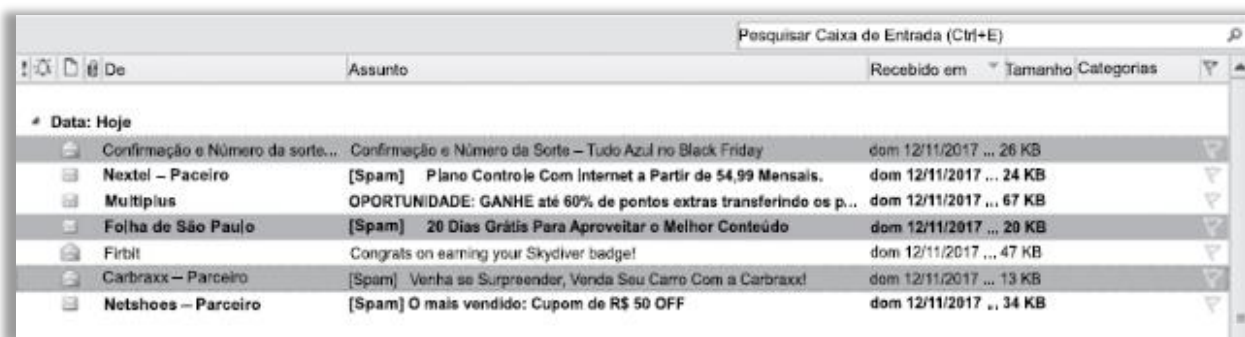 Pesquisar Caixa de Entrada (Ctrl+E)
! De Assunto Recebido em Tamanho Categorias
Data: Hoje
Confirmação e Número da sorte... Confirmação e Número da Sorte – Tudo Azul no Black Friday dom 12/11/2017 ... 26 KB
Nextel – Paceiro [Spam] Plano Controle Com Internet a Partir de 54,99 Mensais. dom 12/11/2017 ... 24 KB
Multiplus OPORTUNIDADE: GANHE até 60% de pontos extras transferindo os p... dom 12/11/2017 ... 67 KB
Folha de São Paulo [Spam] 20 Dias Grátis Para Aproveitar o Melhor Conteúdo dom 12/11/2017 ... 20 KB
Firbit Congrats on earning your Skydiver badge! dom 12/11/2017 ... 47 KB
Carbraxx – Parceiro [Spam] Venha se Surpreender, Venda Seu Carro Com a Carbraxx! dom 12/11/2017 ... 13 KB
Netshoes – Parceiro [Spam] O mais vendido: Cupom de R$ 50 OFF dom 12/11/2017 .. 34 KB